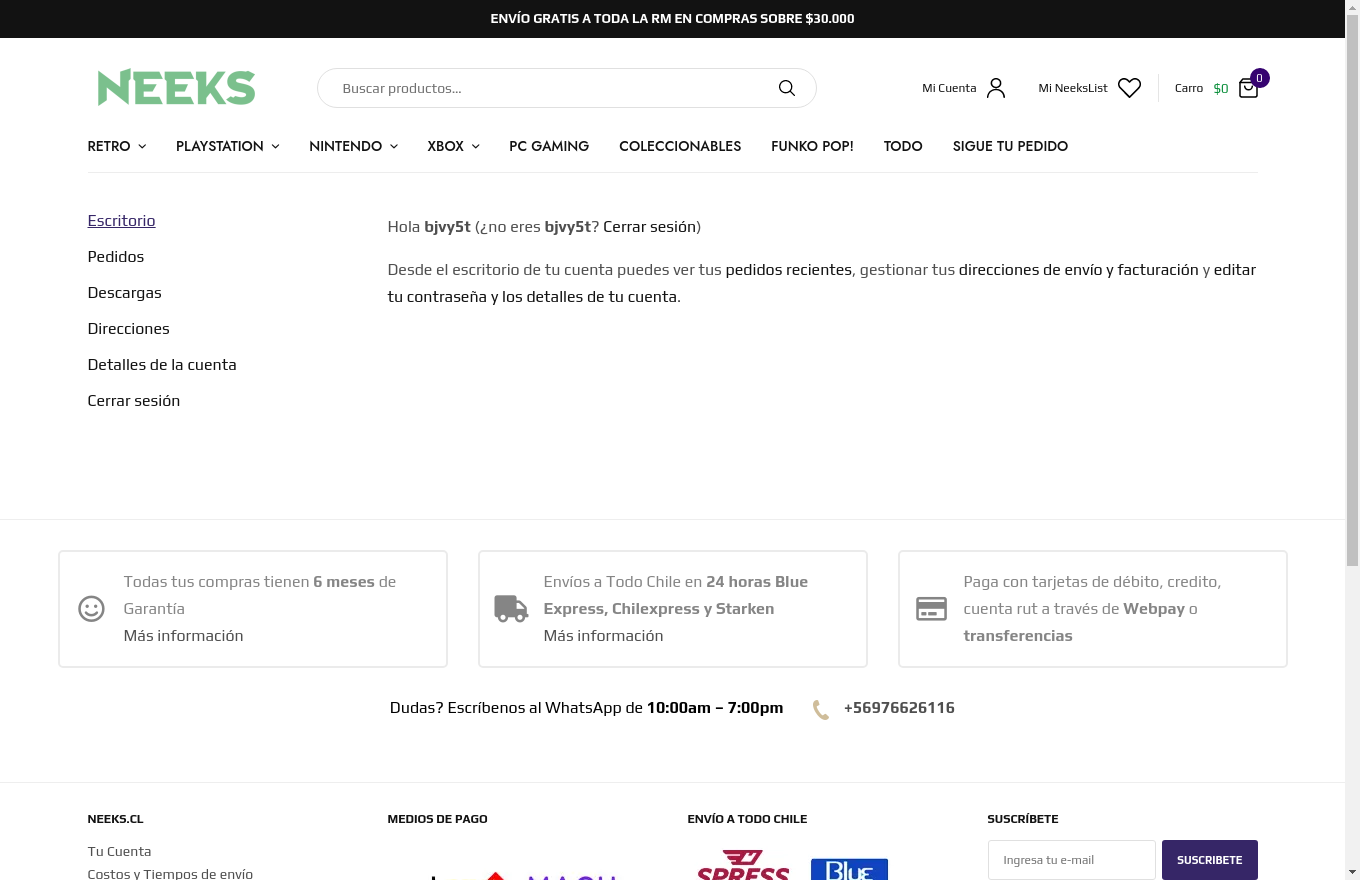 ENVÍO GRATIS A TODA LA RM EN COMPRAS SOBRE $30.000
NEEKS
Buscar productos...
Mi Cuenta
Mi NeeksList
Carro
$0
0
RETRO
PLAYSTATION
NINTENDO
XBOX
PC GAMING
COLECCIONABLES
FUNKO POP!
TODO
SIGUE TU PEDIDO
Escritorio
Pedidos
Descargas
Direcciones
Detalles de la cuenta
Cerrar sesión
Hola bjvy5t (¿no eres bjvy5t? Cerrar sesión)
Desde el escritorio de tu cuenta puedes ver tus pedidos recientes, gestionar tus direcciones de envío y facturación y editar
tu contraseña y los detalles de tu cuenta.
Todas tus compras tienen 6 meses de
Garantía
Más información
Envíos a Todo Chile en 24 horas Blue
Express, Chilexpress y Starken
Más información
Paga con tarjetas de débito, credito,
cuenta rut a través de Webpay o
transferencias
Dudas? Escríbenos al WhatsApp de 10:00am – 7:00pm
+56976626116
NEEKS.CL
Tu Cuenta
Costos y Tiempos de envío
MEDIOS DE PAGO
ENVÍO A TODO CHILE
SPRESS
Blue
SUSCRÍBETE
Ingresa tu e-mail
SUSCRIBETE